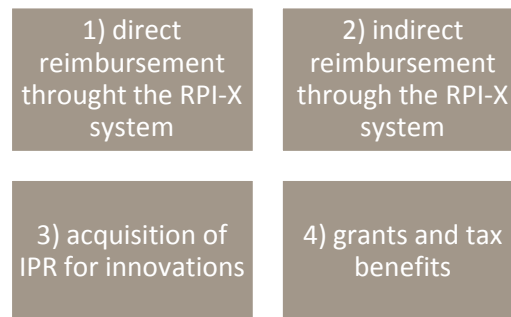 1) direct
reimbursement
throught the RPI-X
system
2) indirect
reimbursement
through the RPI-X
system
3) acquisition of
IPR for innovations
4) grants and tax
benefits